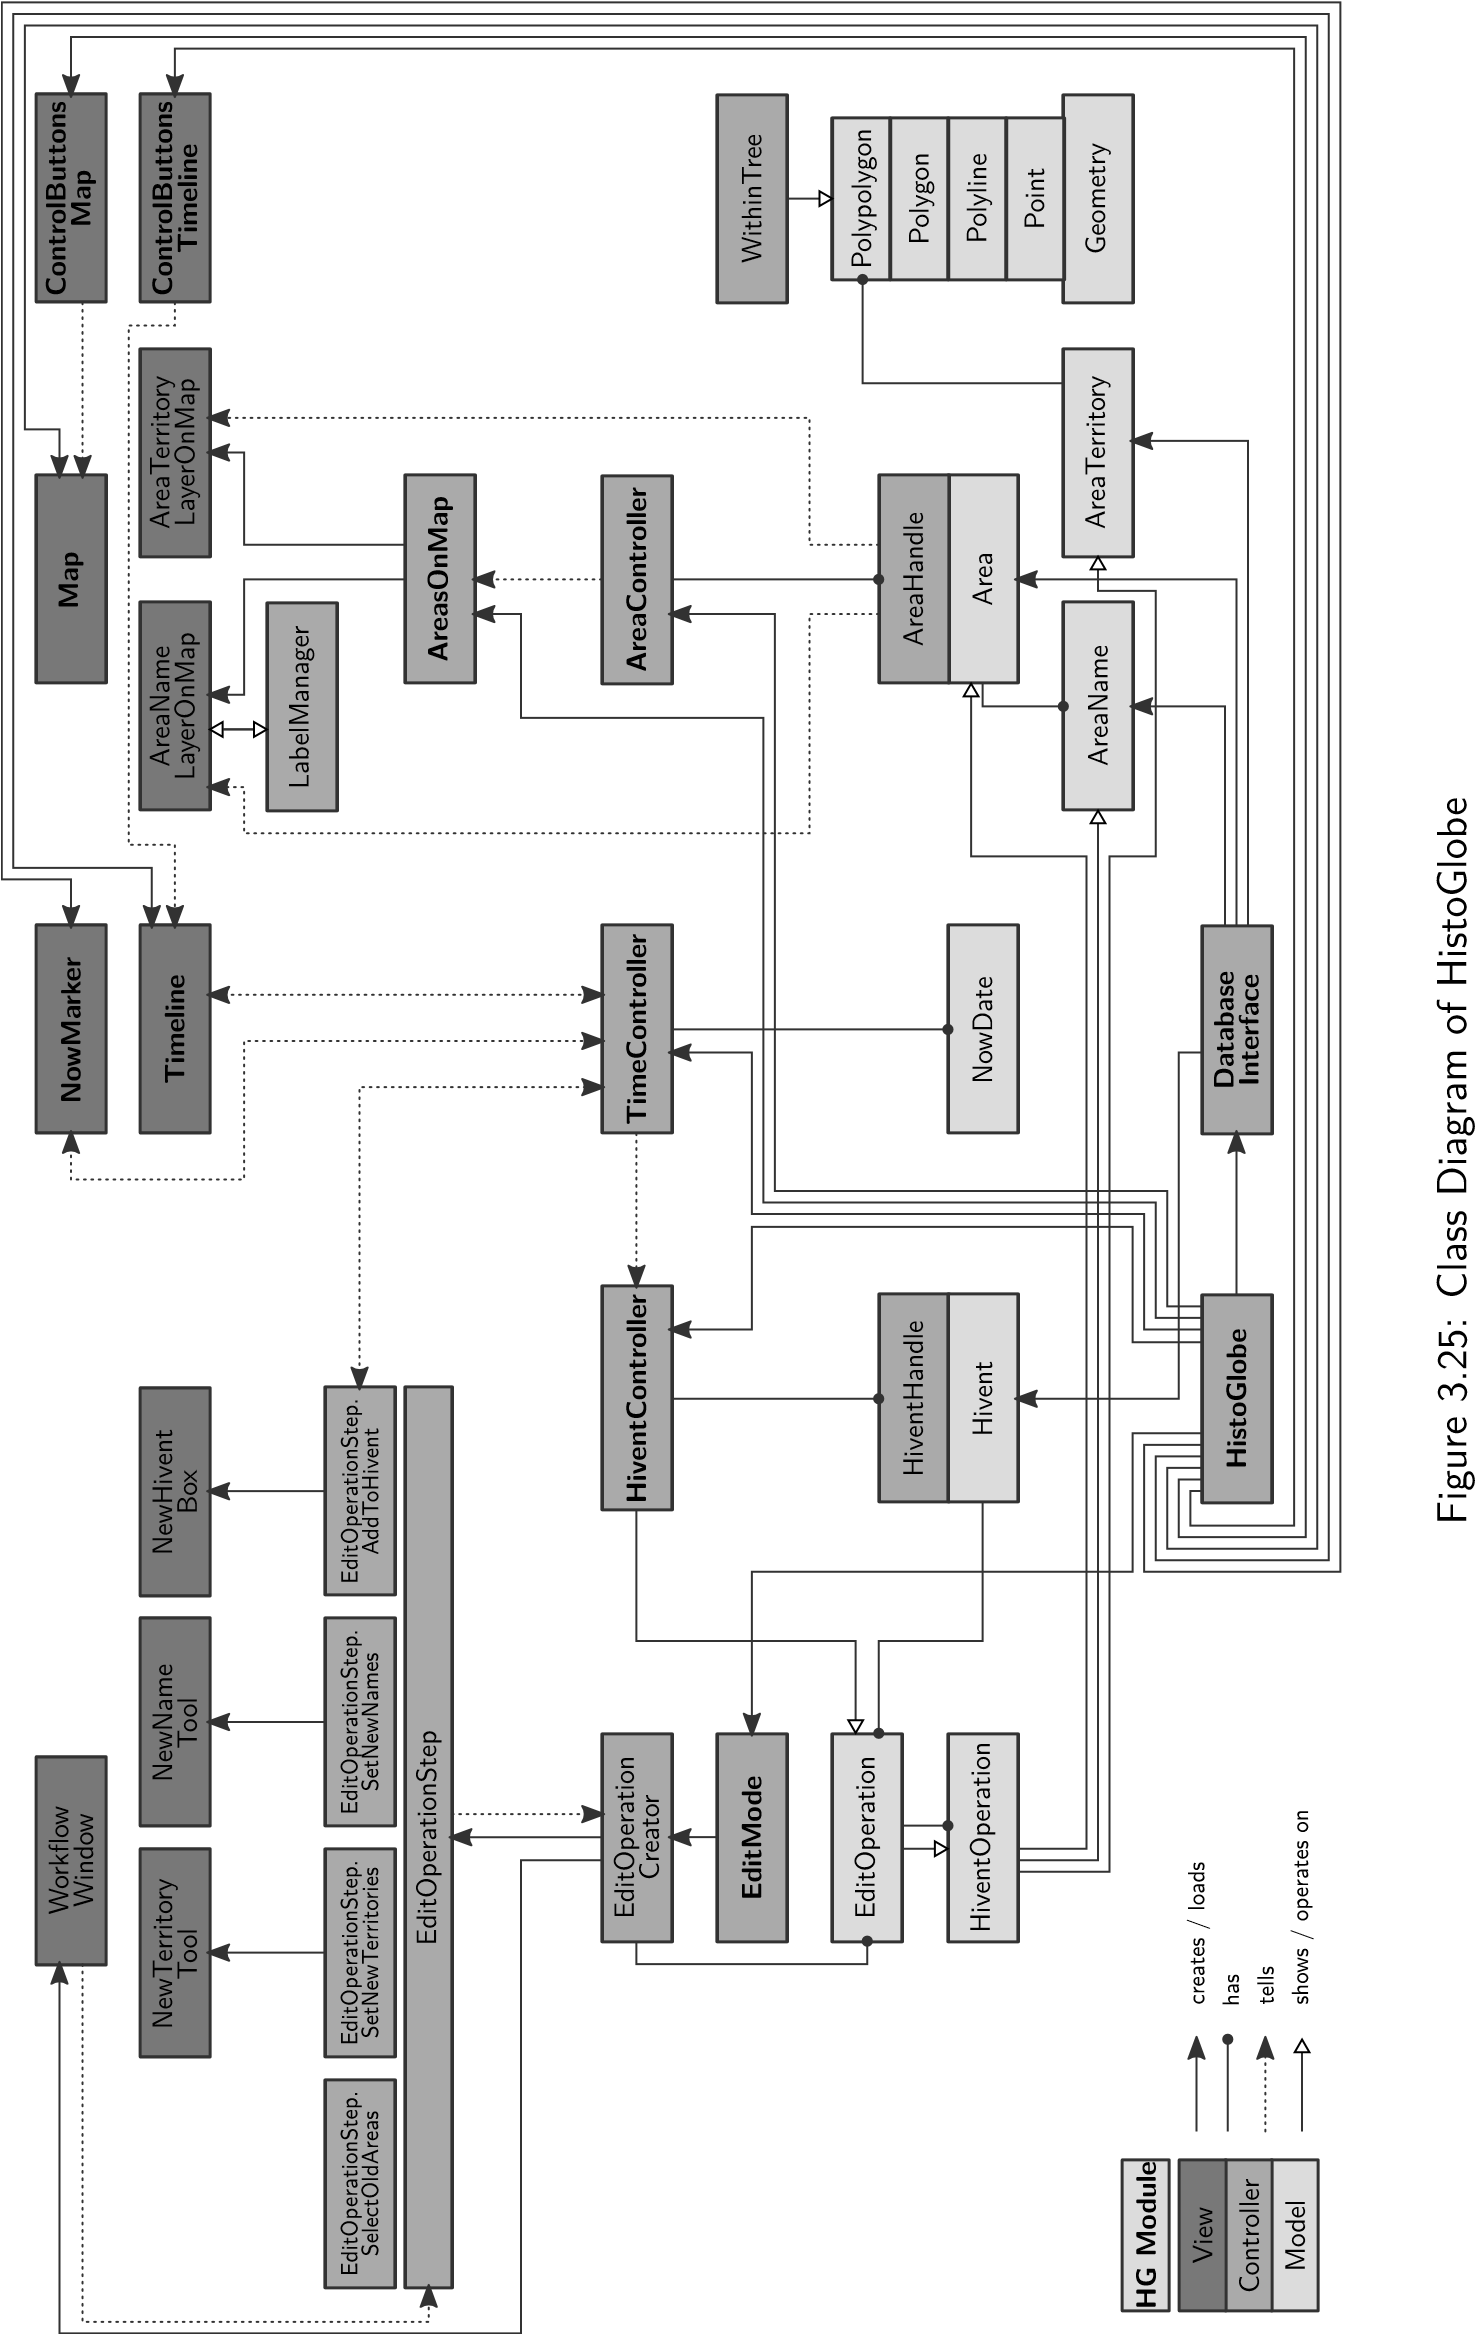 Workflow
Window
NowMarker
Map
ControlButtons
Map
NewTerritory
Tool
NewName
Tool
NewHivent
Box
Timeline
AreaName
LayerOnMap
AreaTerritory
LayerOnMap
ControlButtons
Timeline
LabelManager
EditOperationStep.
SelectOldAreas
EditOperationStep.
SetNewTerritories
EditOperationStep.
SetNewNames
EditOperationStep.
AddToHivent
EditOperationStep
AreasOnMap
EditOperation
Creator
HiventController
TimeController
AreaController
EditMode
WithinTree
EditOperation
HiventHandle
AreaHandle
Polypolygon
Polygon
HiventOperation
Hivent
NowDate
Area
Polyline
Point
AreaName
AreaTerritory
Geometry
HistoGlobe
Database
Interface
HG Module
View
Controller
Model
creates / loads
has
tells
shows / operates on
Figure 3.25: Class Diagram of HistoGlobe